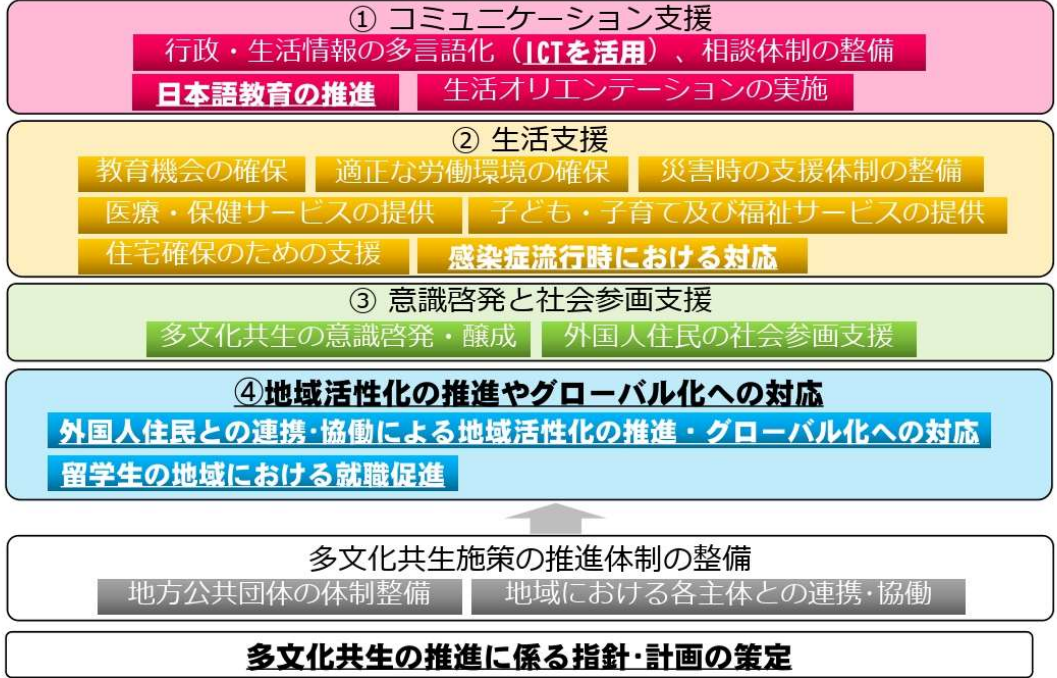 ① コミュニケーション支援
行政・生活情報の多言語化（ICTを活用）、相談体制の整備
日本語教育の推進 生活オリエンテーションの実施
② 生活支援
教育機会の確保 適正な労働環境の確保 災害時の支援体制の整備
医療・保健サービスの提供 子ども・子育て及び福祉サービスの提供
住宅確保のための支援 感染症流行時における対応
③ 意識啓発と社会参画支援
多文化共生の意識啓発・醸成 外国人住民の社会参画支援
④地域活性化の推進やグローバル化への対応
外国人住民との連携･協働による地域活性化の推進・グローバル化への対応
留学生の地域における就職促進
多文化共生施策の推進体制の整備
地方公共団体の体制整備 地域における各主体との連携･協働
多文化共生の推進に係る指針･計画の策定